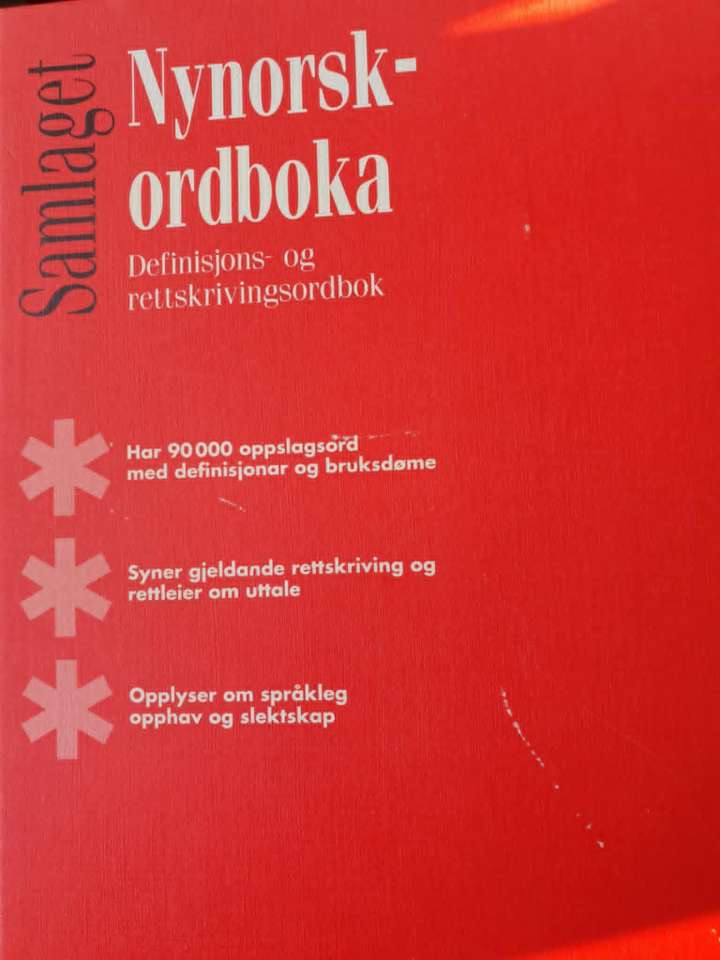 Samlaget
Nynorsk-
ordboka
Definisjons- og
rettskrivingsordbok
Har 90 000 oppslagsord
med definisjonar og bruksdøme
Syner gjeldande rettskriving og
rettleier om uttale
Opplyser om språkleg
opphav og slektskap